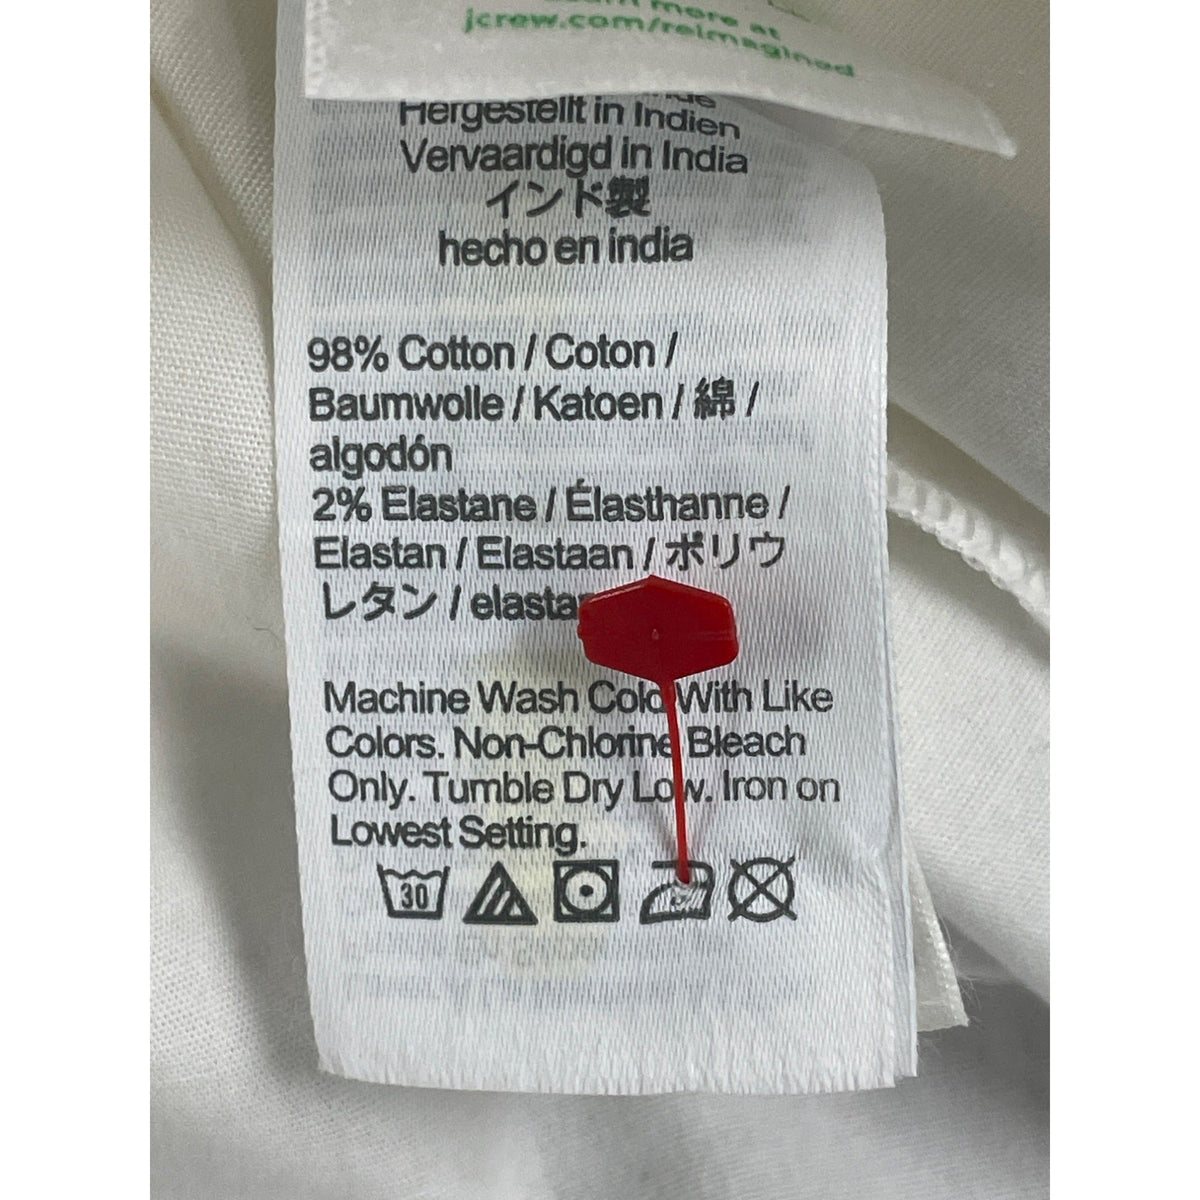 more at
jcrew.com/reimagined
Hergestellt in Indien
Vervaardigd in India
インド製
hecho en india
98% Cotton / Coton /
Baumwolle / Katoen / 綿 /
algodón
2% Elastane / Élasthanne /
Elastan / Elastaan / ポリウ
レタン /
Machine Wash Cold With Like
Colors. Non-Chlorine Bleach
Only. Tumble Dry Low. Iron on
Lowest Setting.
30